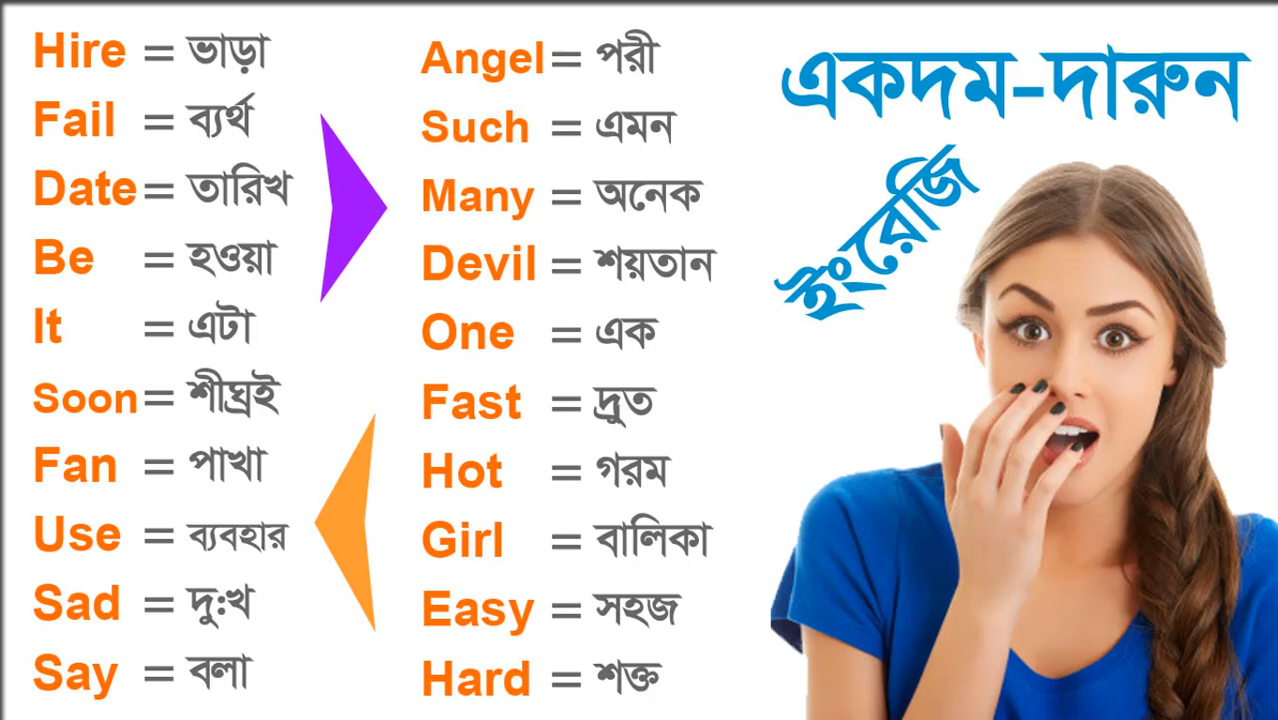 Hire = ভাড়া
Fail = ব্যর্থ
Date = তারিখ
Be = হওয়া
It = এটা
Soon = শীঘ্রই
Fan = পাখা
Use = ব্যবহার
Sad = দু:খ
Say = বলা
Angel = পরী
Such = এমন
Many = অনেক
Devil = শয়তান
One = এক
Fast = দ্রুত
Hot = গরম
Girl = বালিকা
Easy = সহজ
Hard = শক্ত
একদম-দারুন
ইংরেজি